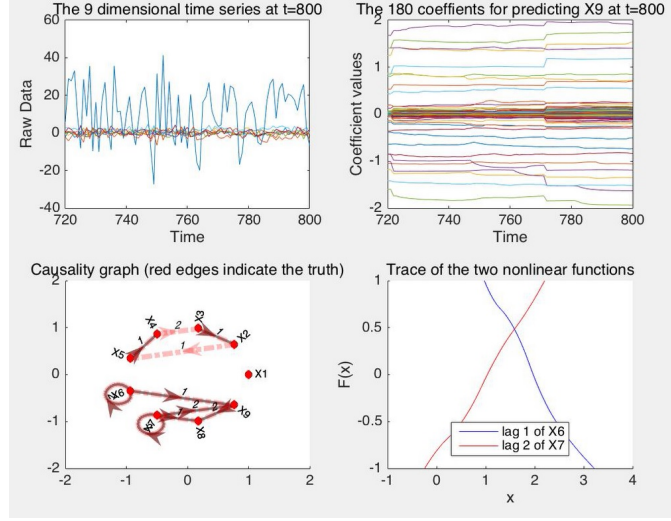 The 9 dimensional time series at t=800
60
40
20
0
-20
-40
Raw Data
720
740
760
780
800
Time
The 180 coeffients for predicting X9 at t=800
2
1
0
-1
-2
Coefficient values
720
740
760
780
800
Time
Causality graph (red edges indicate the truth)
2
1
0
-1
-2
-2
-1
0
1
2
X4
2
X3
1
X2
X5
1
1
X1
X6
1
2
X9
X7
1
2
X8
Trace of the two nonlinear functions
1
0.5
0
-0.5
-1
F(x)
lag 1 of X6
lag 2 of X7
-1
0
1
2
3
4
x